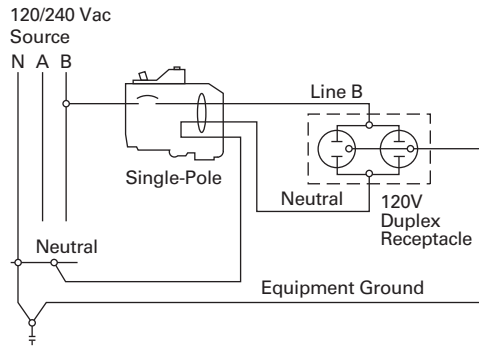 120/240 Vac
Source
N A B
Line B
Single-Pole
Neutral
120V
Duplex
Receptacle
Neutral
Equipment Ground